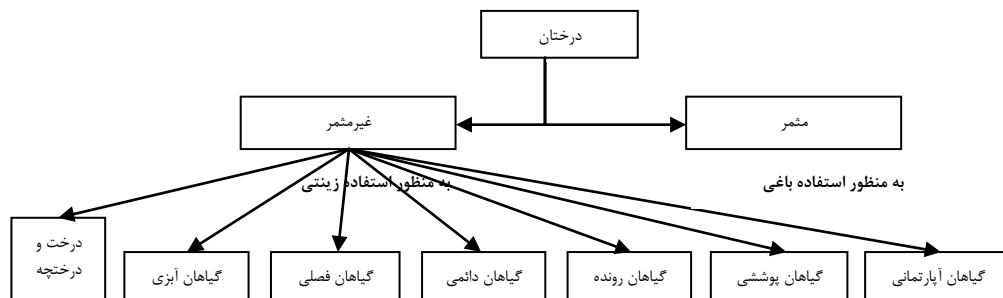 درختان
مثمر
غیرمثمر
به منظور استفاده باغی
به منظور استفاده زینتی
گیاهان آپارتمانی
گیاهان پوششی
گیاهان رونده
گیاهان دائمی
گیاهان فصلی
گیاهان آبزی
درخت و
درختچه